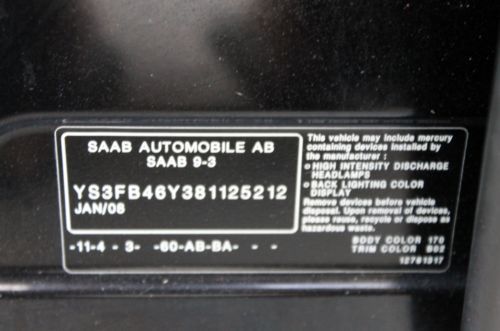 SAAB AUTOMOBILE AB
SAAB 9-3
YS3FB46Y381125212
JAN/08
-11-4 - 3- -60-AB-BA- - -
This vehicle may include mercury
containing devices installed by
the manufacturer:
• HIGH INTENSITY DISCHARGE
HEADLAMPS
• BACK LIGHTING COLOR
DISPLAY
Remove devices before vehicle
disposal. Upon removal of devices,
please reuse, recycle or dispose as
hazardous waste.
BODY COLOR 170
TRIM COLOR B02
12781917